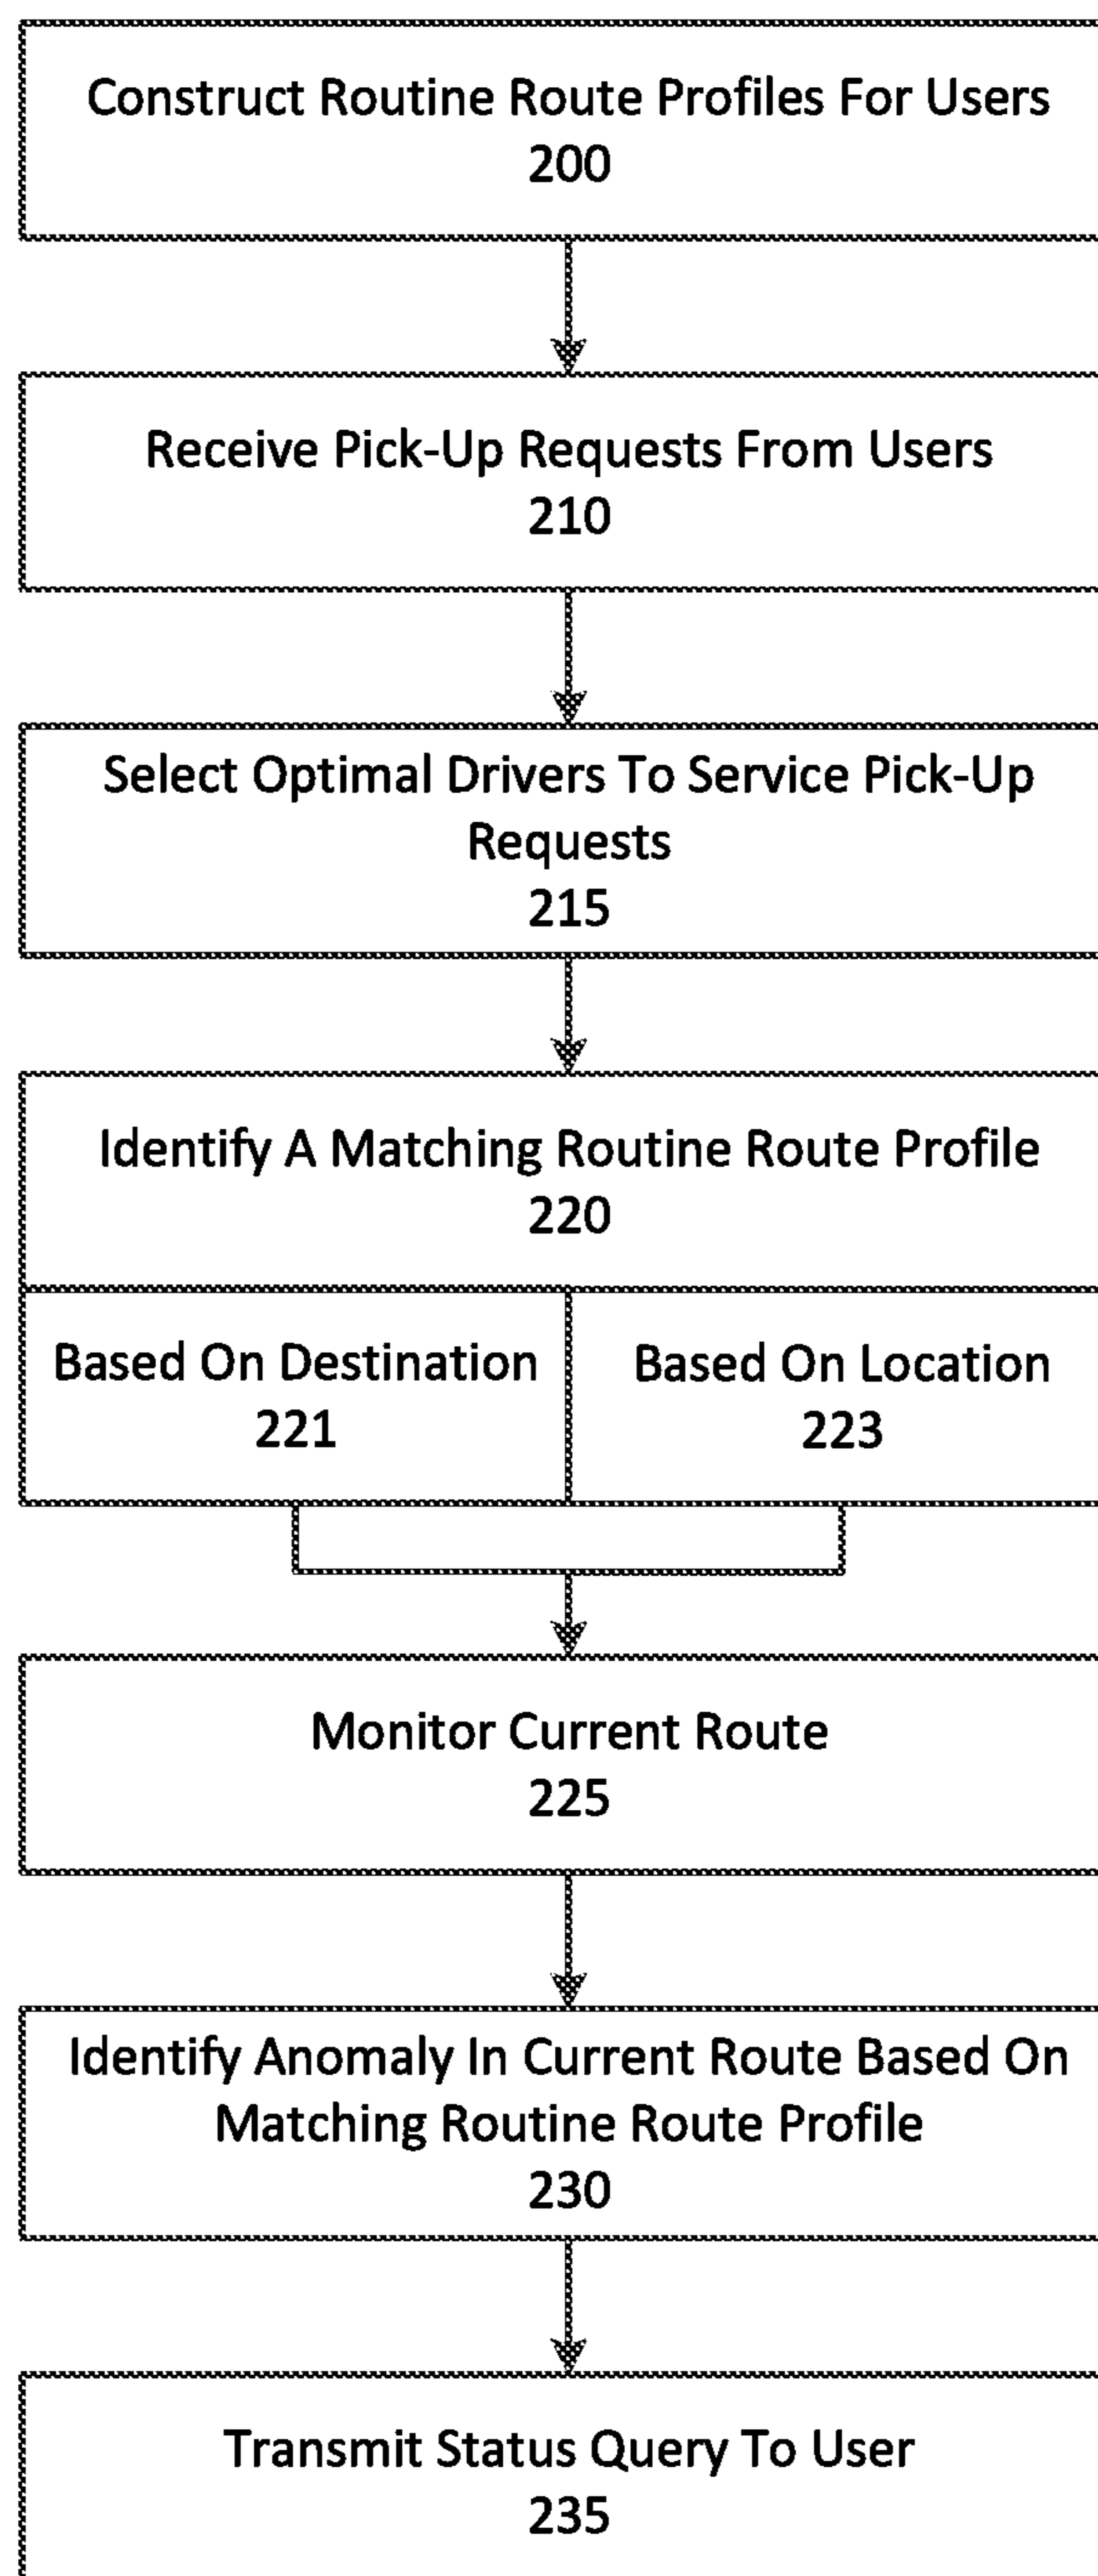 Construct Routine Route Profiles For Users
200
Receive Pick-Up Requests From Users
210
Select Optimal Drivers To Service Pick-Up
Requests
215
Identify A Matching Routine Route Profile
220
Based On Destination
221
Based On Location
223
Monitor Current Route
225
Identify Anomaly In Current Route Based On
Matching Routine Route Profile
230
Transmit Status Query To User
235